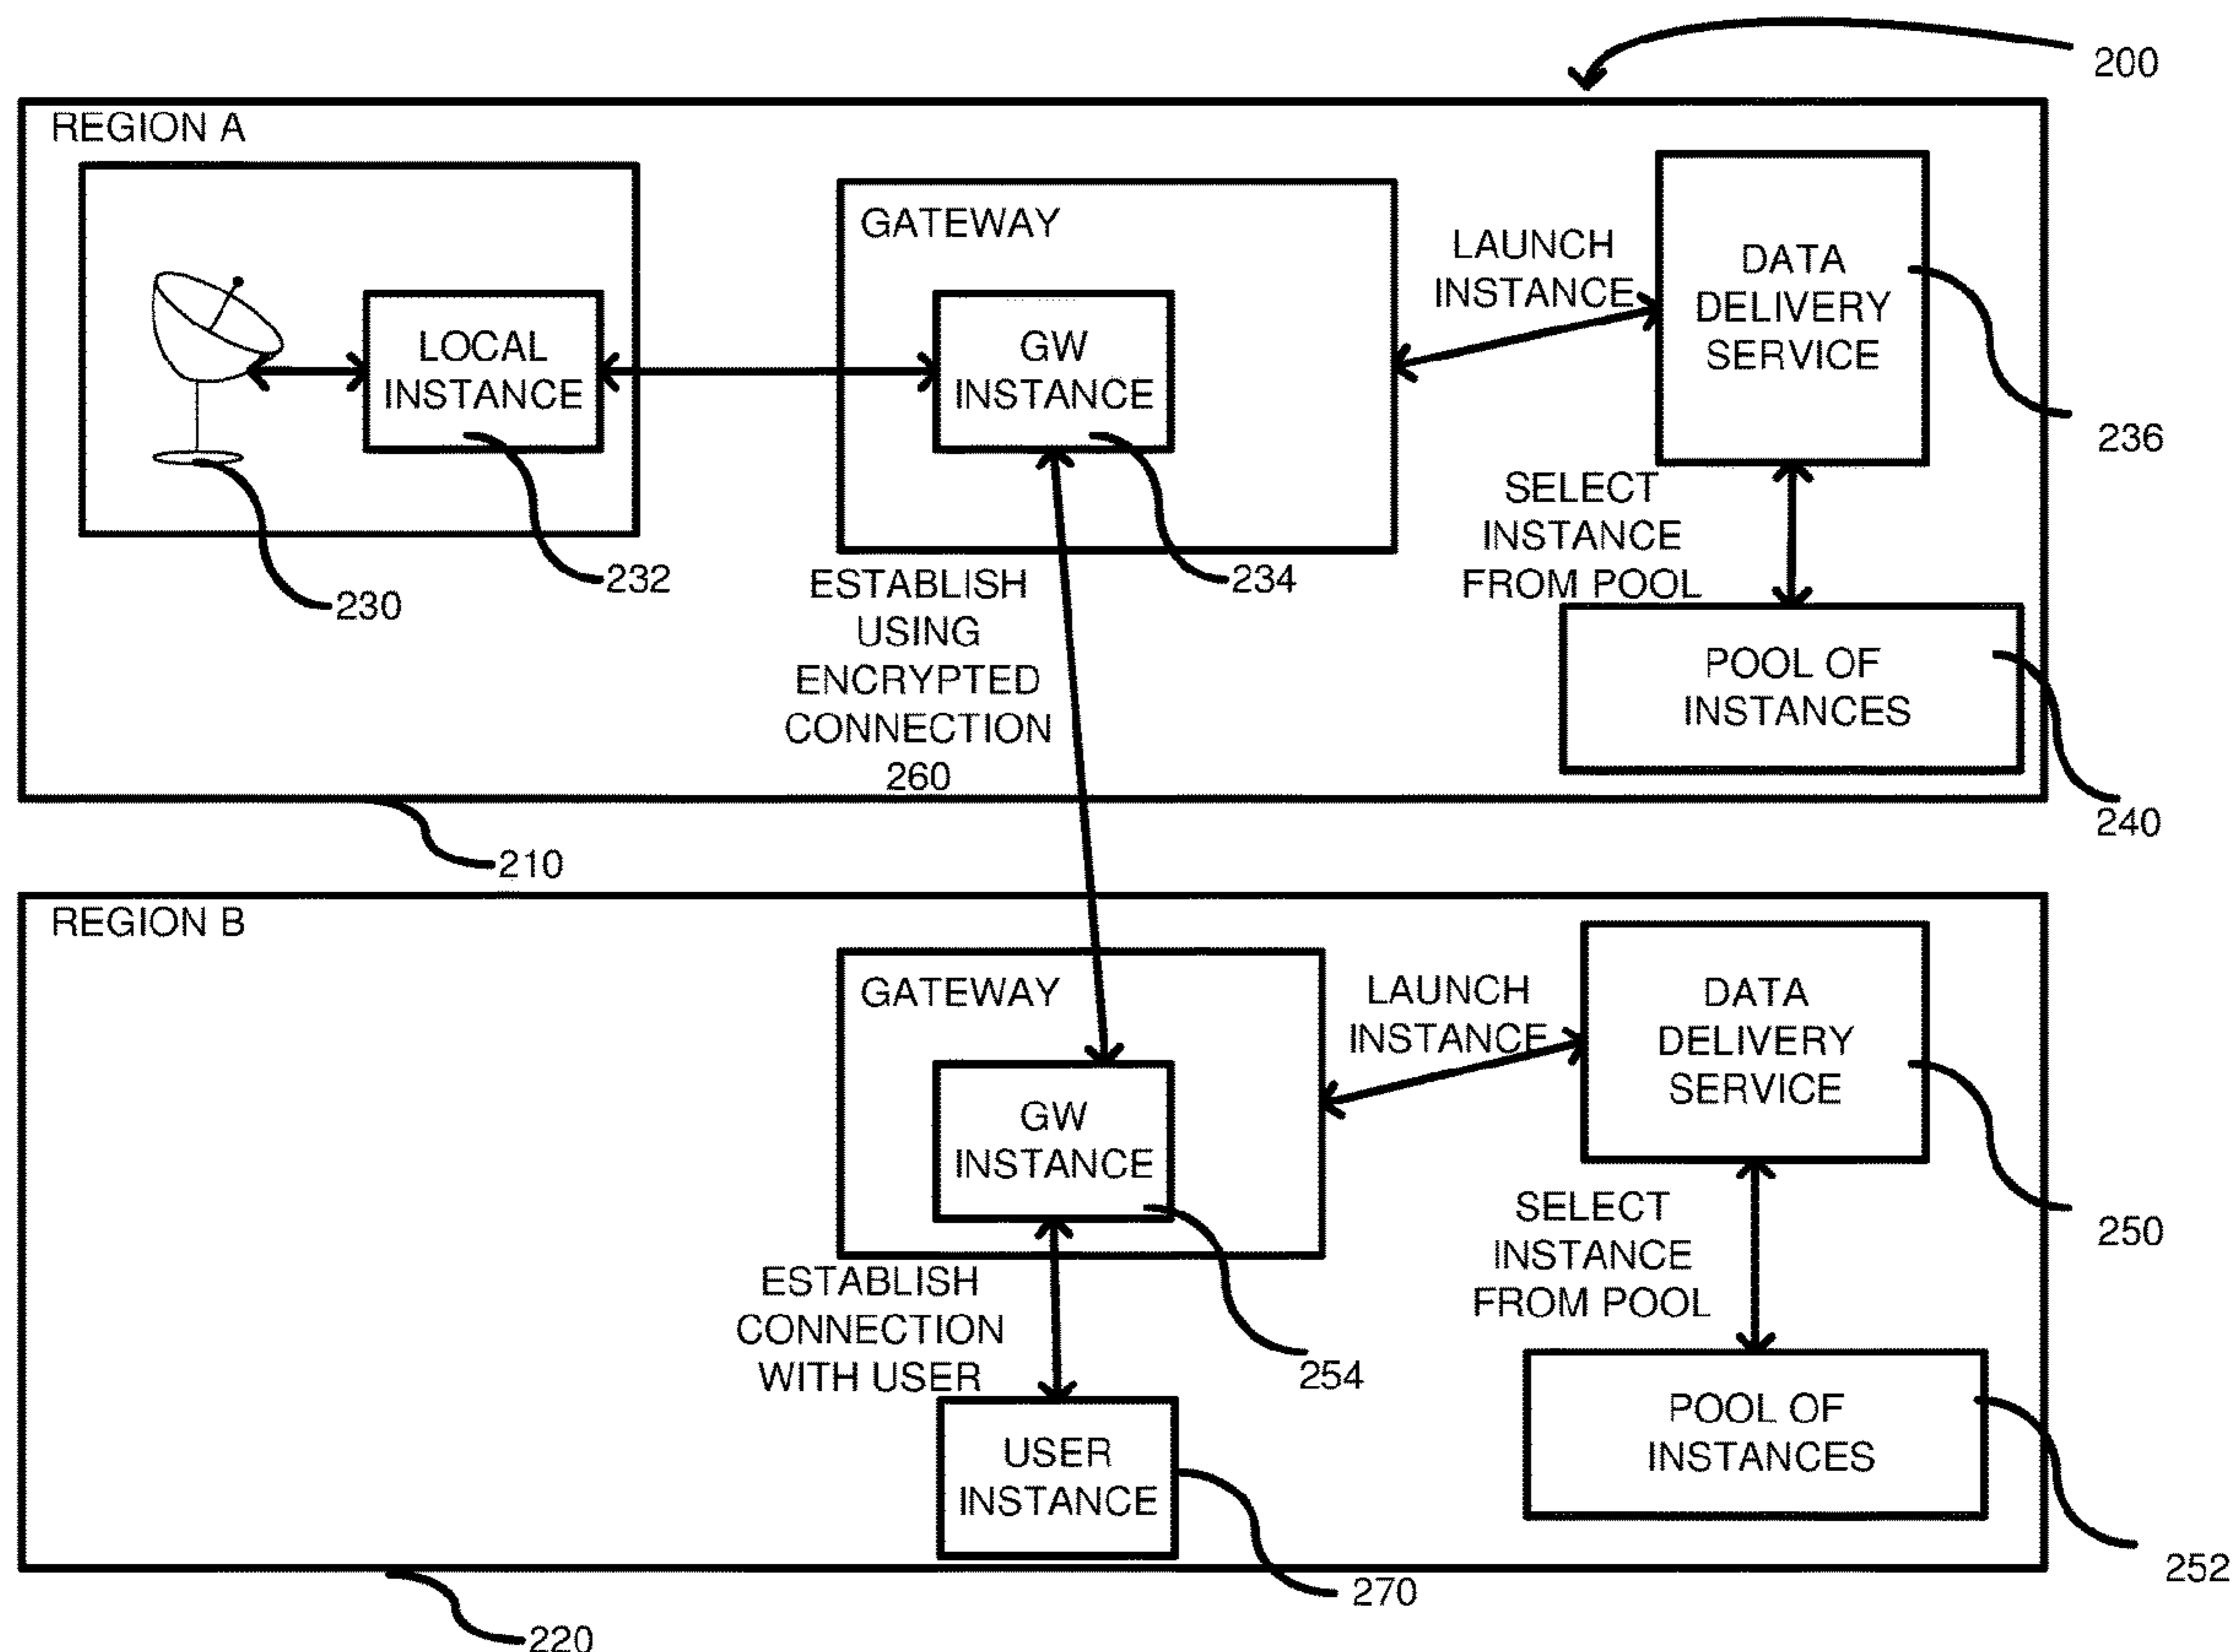 200
REGION A
GATEWAY
LAUNCH
INSTANCE
DATA
DELIVERY
SERVICE
LOCAL
INSTANCE
GW
INSTANCE
236
SELECT
INSTANCE
FROM POOL
230
232
234
ESTABLISH
USING
ENCRYPTED
CONNECTION
260
POOL OF
INSTANCES
240
210
REGION B
GATEWAY
LAUNCH
INSTANCE
DATA
DELIVERY
SERVICE
GW
INSTANCE
250
SELECT
INSTANCE
FROM POOL
ESTABLISH
CONNECTION
WITH USER
254
USER
INSTANCE
POOL OF
INSTANCES
252
270
220